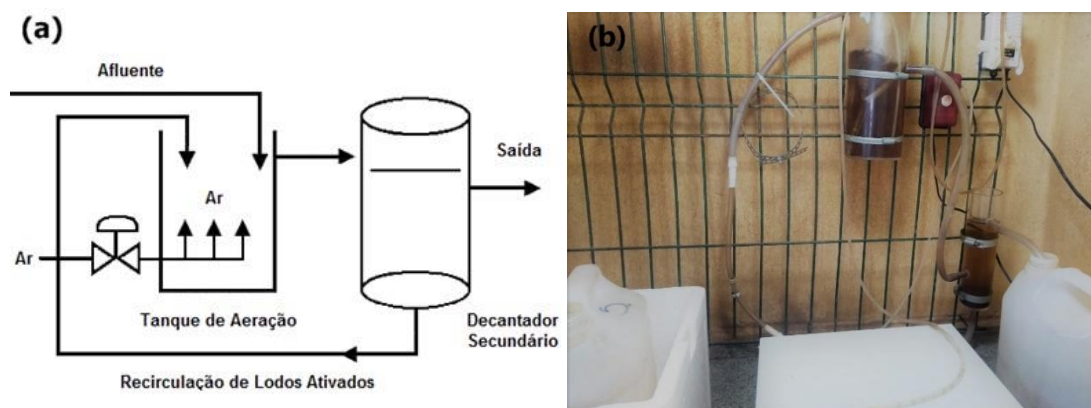 (a)
Afluente
Saída
Ar
Ar
Tanque de Aeração
Decantador
Secundário
Recirculação de Lodos Ativados
(b)